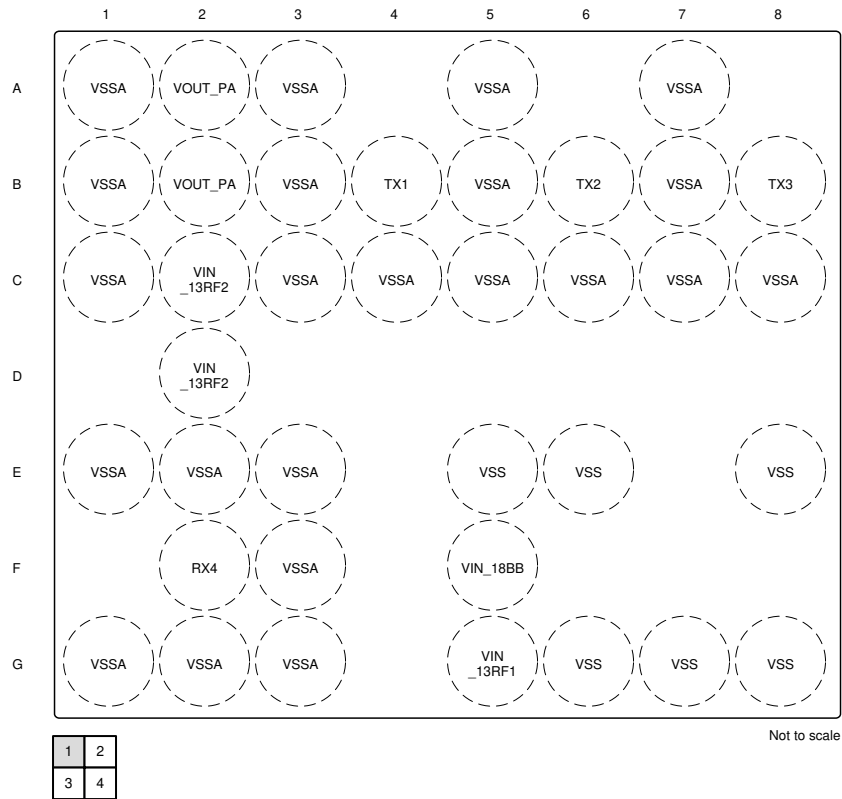 1 2 3 4 5 6 7 8
A VSSA VOUT_PA VSSA VSSA VSSA
B VSSA VOUT_PA VSSA TX1 VSSA TX2 VSSA TX3
C VSSA VIN _13RF2 VSSA VSSA VSSA VSSA VSSA VSSA
D VIN _13RF2
E VSSA VSSA VSSA VSS VSS VSS
F RX4 VSSA VIN_18BB
G VSSA VSSA VSSA VIN _13RF1 VSS VSS VSS
Not to scale
1 2
3 4